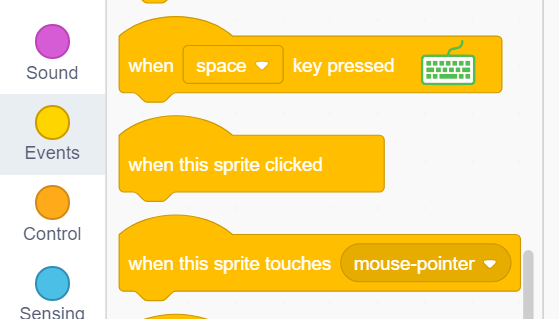 Sound
Events
Control
Sensing
when space key pressed
when this sprite clicked
when this sprite touches mouse-pointer